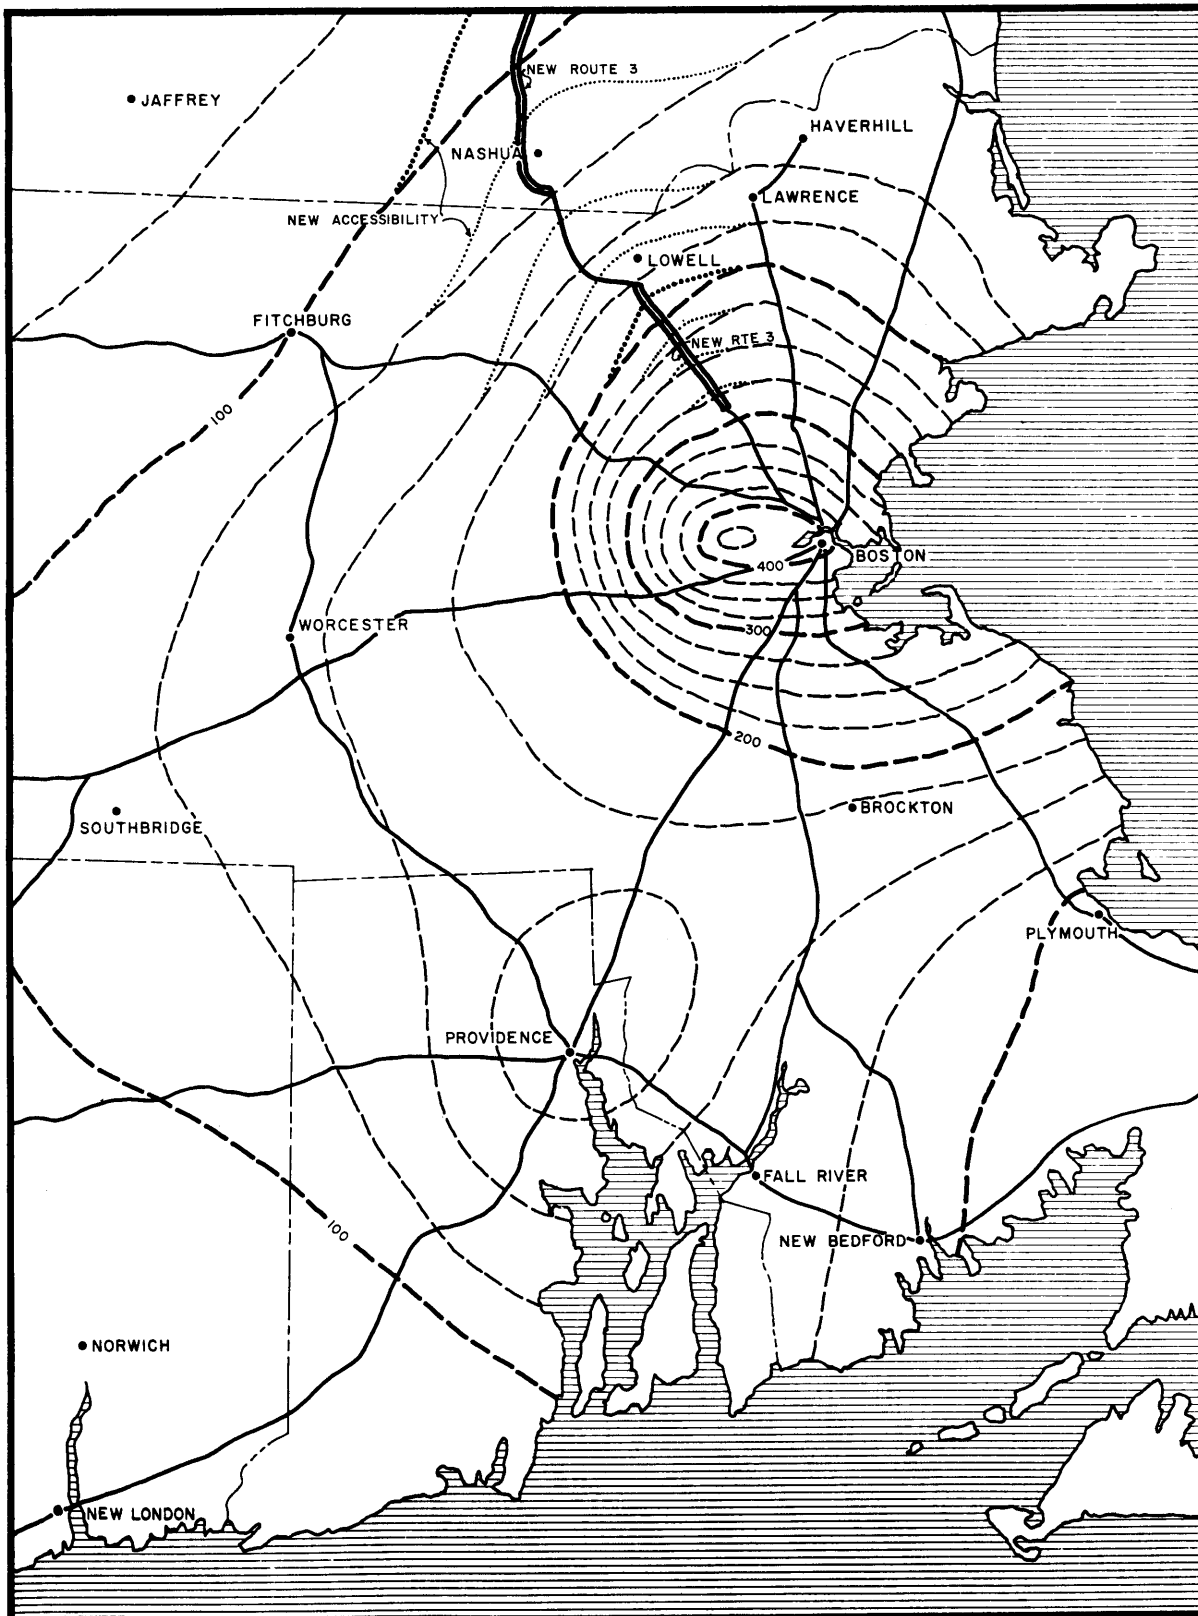 NEW ROUTE 3
JAFFREY
HAVERHILL
NASHUA
LAWRENCE
NEW ACCESSIBILITY
LOWELL
FITCHBURG
NEW RTE 3
100
BOSTON
400
WORCESTER
300
200
BROCKTON
SOUTHBRIDGE
PLYMOUTH
PROVIDENCE
FALL RIVER
100
NEW BEDFORD
NORWICH
NEW LONDON